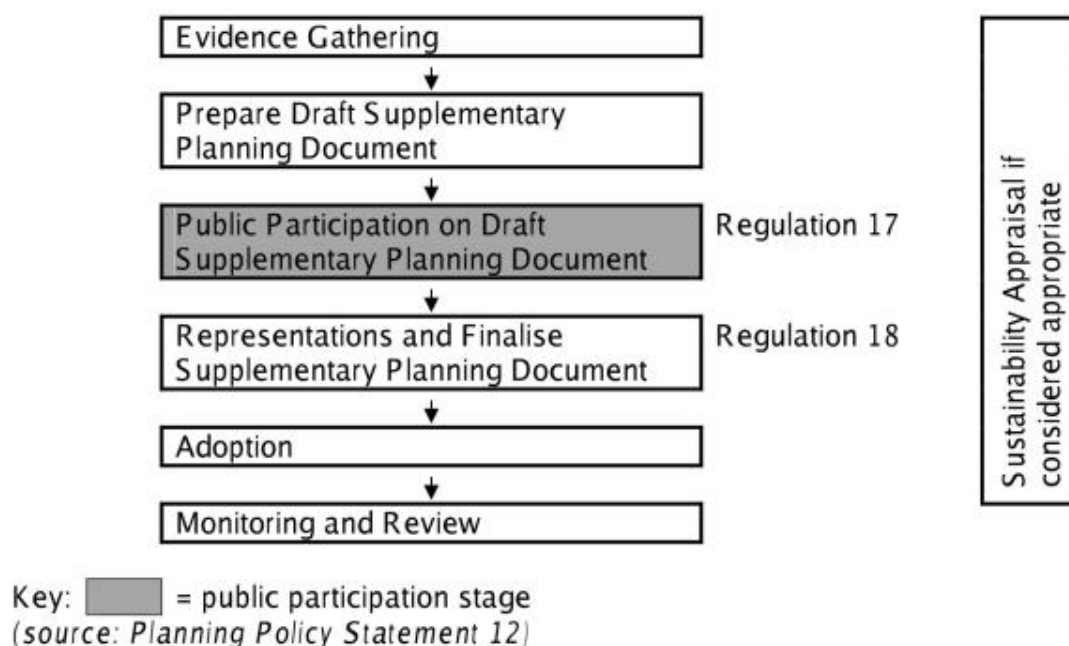 Evidence Gathering
Prepare Draft Supplementary
Planning Document
Public Participation on Draft
Supplementary Planning Document
Regulation 17
Representations and Finalise
Supplementary Planning Document
Regulation 18
Adoption
Monitoring and Review
Sustainability Appraisal if
considered appropriate
Key: = public participation stage
(source: Planning Policy Statement 12)